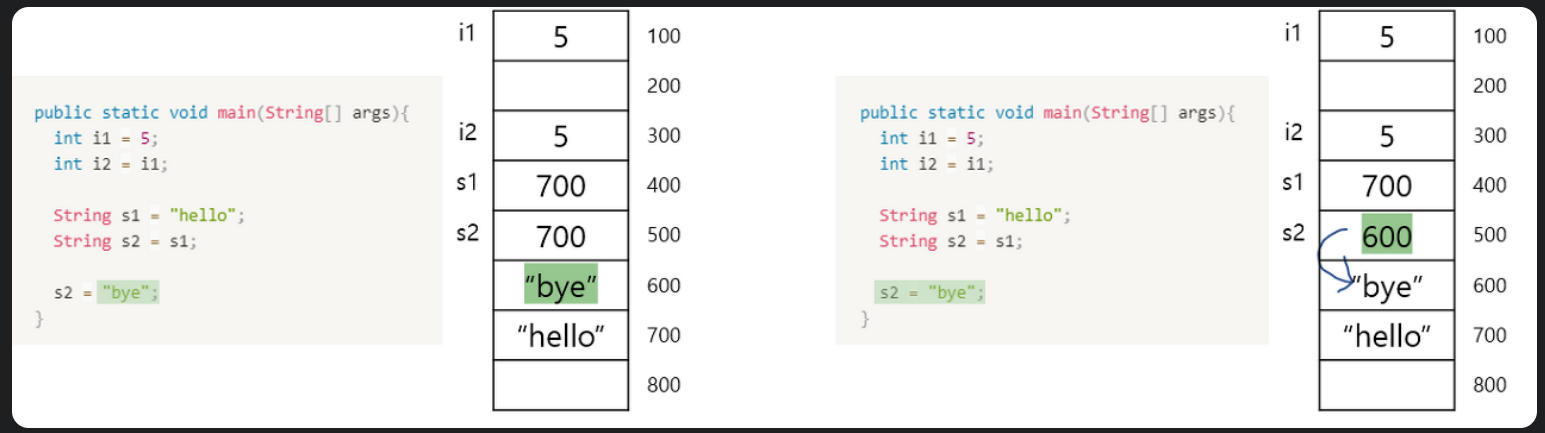 public static void main(String[] args){
int i1 = 5;
int i2 = i1;
String s1 = "hello";
String s2 = s1;
s2 = "bye";
}
i1 5 100
200
i2 5 300
s1 700 400
s2 700 500
“bye” 600
“hello” 700
800
public static void main(String[] args){
int i1 = 5;
int i2 = i1;
String s1 = "hello";
String s2 = s1;
s2 = "bye";
}
i1 5 100
200
i2 5 300
s1 700 400
s2 600 500
“bye” 600
“hello” 700
800